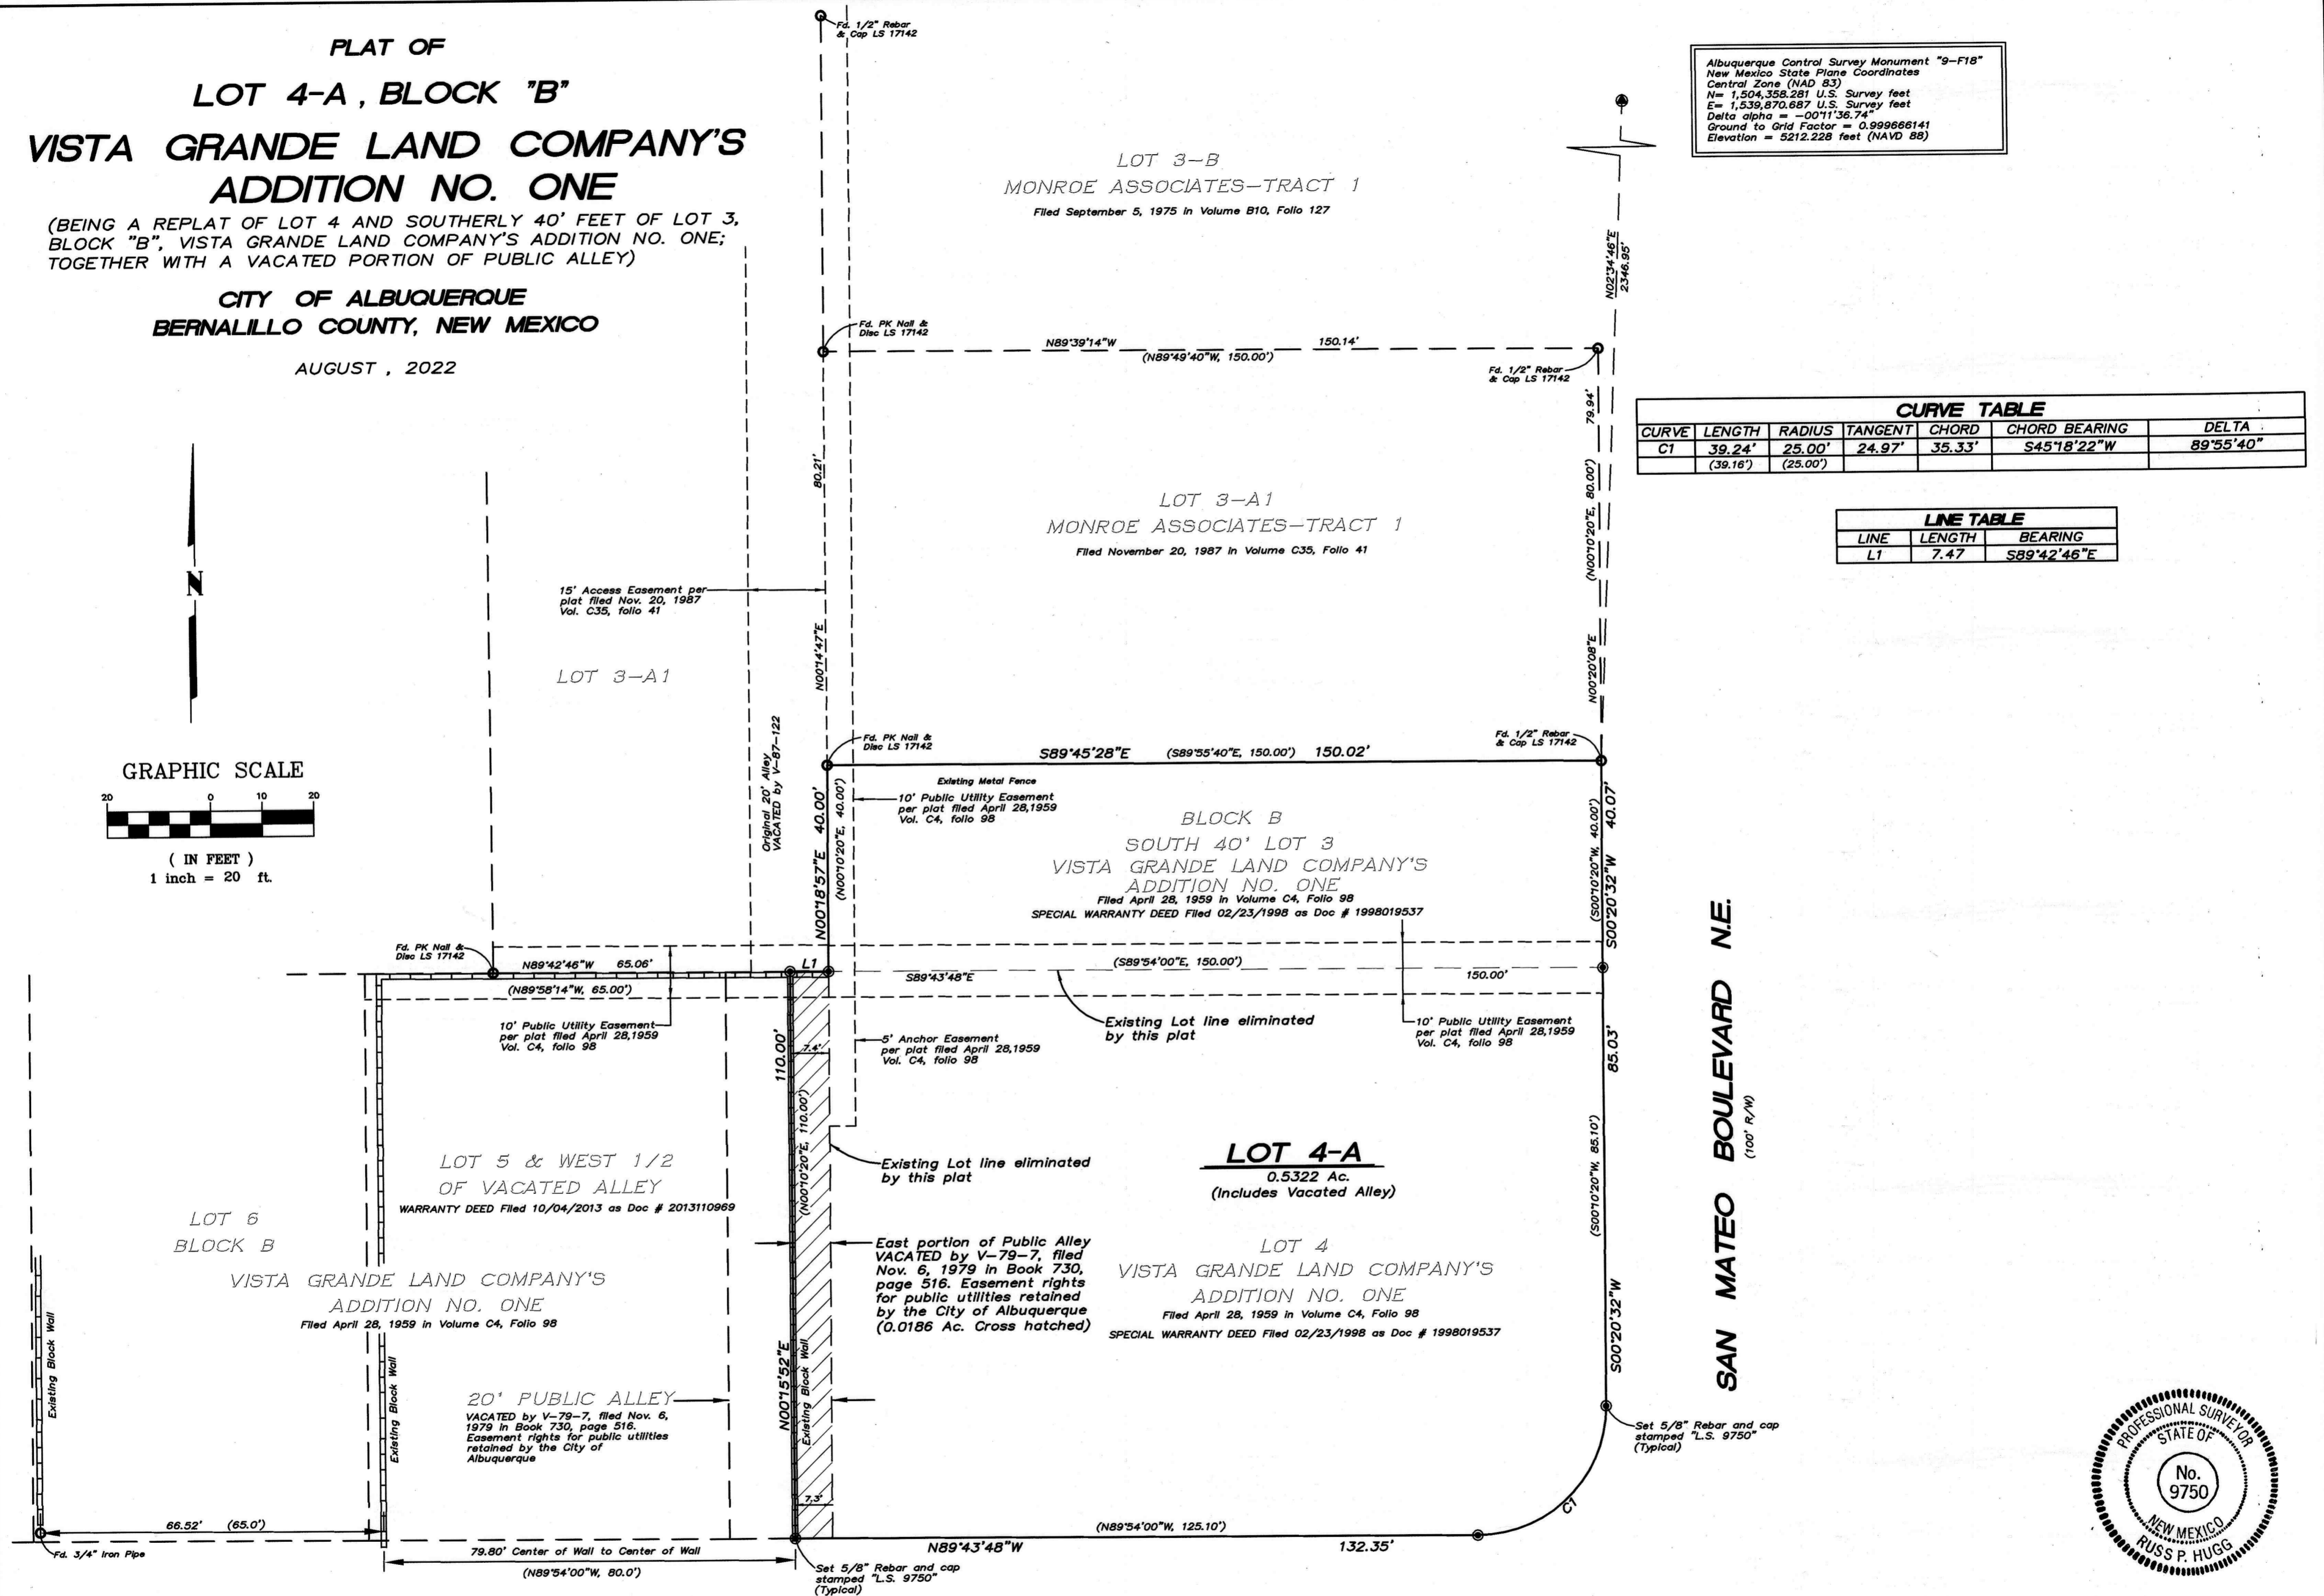 PLAT OF
LOT 4-A , BLOCK "B"
VISTA GRANDE LAND COMPANY'S
ADDITION NO. ONE
(BEING A REPLAT OF LOT 4 AND SOUTHERLY 40' FEET OF LOT 3,
BLOCK "B", VISTA GRANDE LAND COMPANY'S ADDITION NO. ONE;
TOGETHER WITH A VACATED PORTION OF PUBLIC ALLEY)
CITY OF ALBUQUERQUE
BERNALILLO COUNTY, NEW MEXICO
AUGUST , 2022
N
GRAPHIC SCALE
20 0 10 20
( IN FEET )
1 inch = 20 ft.
Fd. 1/2" Rebar
& Cap LS 17142
LOT 3-B
MONROE ASSOCIATES-TRACT 1
Filed September 5, 1975 in Volume B10, Folio 127
Albuquerque Control Survey Monument "9-F18"
New Mexico State Plane Coordinates
Central Zone (NAD 83)
N= 1,504,358.281 U.S. Survey feet
E= 1,539,870.687 U.S. Survey feet
Delta alpha = -00°11'36.74"
Ground to Grid Factor = 0.999666141
Elevation = 5212.228 feet (NAVD 88)
N02°34'46"E
2346.95'
Fd. PK Nail &
Disc LS 17142
N89°39'14"W 150.14'
(N89°49'40"W, 150.00')
Fd. 1/2" Rebar
& Cap LS 17142
CURVE TABLE
CURVE LENGTH RADIUS TANGENT CHORD CHORD BEARING DELTA
C1 39.24' 25.00' 24.97' 35.33' S45°18'22"W 89°55'40"
(39.16') (25.00')
LINE TABLE
LINE LENGTH BEARING
L1 7.47 S89°42'46"E
80.21'
N00°14'47"E
79.94'
(N00°10'20"E, 80.00')
N00°20'08"E
LOT 3-A1
MONROE ASSOCIATES-TRACT 1
Filed November 20, 1987 in Volume C35, Folio 41
15' Access Easement per
plat filed Nov. 20, 1987
Vol. C35, folio 41
LOT 3-A1
Original 20' Alley
VACATED by V-87-122
Fd. PK Nail &
Disc LS 17142
S89°45'28"E (S89°55'40"E, 150.00') 150.02'
Fd. 1/2" Rebar
& Cap LS 17142
Existing Metal Fence
10' Public Utility Easement
per plat filed April 28,1959
Vol. C4, folio 98
N00°18'57"E 40.00'
(N00°10'20"E, 40.00')
BLOCK B
SOUTH 40' LOT 3
VISTA GRANDE LAND COMPANY'S
ADDITION NO. ONE
Filed April 28, 1959 in Volume C4, Folio 98
SPECIAL WARRANTY DEED Filed 02/23/1998 as Doc # 1998019537
(S00°10'20"W, 40.00')
S00°20'32"W 40.07'
Fd. PK Nail &
Disc LS 17142
N89°42'46"W 65.06'
(N89°58'14"W, 65.00')
L1
S89°43'48"E
(S89°54'00"E, 150.00')
150.00'
10' Public Utility Easement
per plat filed April 28,1959
Vol. C4, folio 98
5' Anchor Easement
per plat filed April 28,1959
Vol. C4, folio 98
Existing Lot line eliminated
by this plat
10' Public Utility Easement
per plat filed April 28,1959
Vol. C4, folio 98
7.4'
110.00'
(N00°10'20"E, 110.00')
N00°15'52"E
Existing Block Wall
Existing Lot line eliminated
by this plat
LOT 4-A
0.5322 Ac.
(Includes Vacated Alley)
85.03'
(S00°10'20"W, 85.10')
S00°20'32"W
SAN MATEO BOULEVARD N.E.
(100' R/W)
LOT 5 & WEST 1/2
OF VACATED ALLEY
WARRANTY DEED Filed 10/04/2013 as Doc # 2013110969
LOT 6
BLOCK B
VISTA GRANDE LAND COMPANY'S
ADDITION NO. ONE
Filed April 28, 1959 in Volume C4, Folio 98
East portion of Public Alley
VACATED by V-79-7, filed
Nov. 6, 1979 in Book 730,
page 516. Easement rights
for public utilities retained
by the City of Albuquerque
(0.0186 Ac. Cross hatched)
LOT 4
VISTA GRANDE LAND COMPANY'S
ADDITION NO. ONE
Filed April 28, 1959 in Volume C4, Folio 98
SPECIAL WARRANTY DEED Filed 02/23/1998 as Doc # 1998019537
Existing Block Wall
Existing Block Wall
20' PUBLIC ALLEY
VACATED by V-79-7, filed Nov. 6,
1979 in Book 730, page 516.
Easement rights for public utilities
retained by the City of
Albuquerque
7.3'
Set 5/8" Rebar and cap
stamped "L.S. 9750"
(Typical)
C1
66.52' (65.0')
Fd. 3/4" Iron Pipe
79.80' Center of Wall to Center of Wall
(N89°54'00"W, 80.0')
(N89°54'00"W, 125.10')
N89°43'48"W 132.35'
Set 5/8" Rebar and cap
stamped "L.S. 9750"
(Typical)
PROFESSIONAL SURVEYOR
STATE OF
No.
9750
NEW MEXICO
RUSS P. HUGG